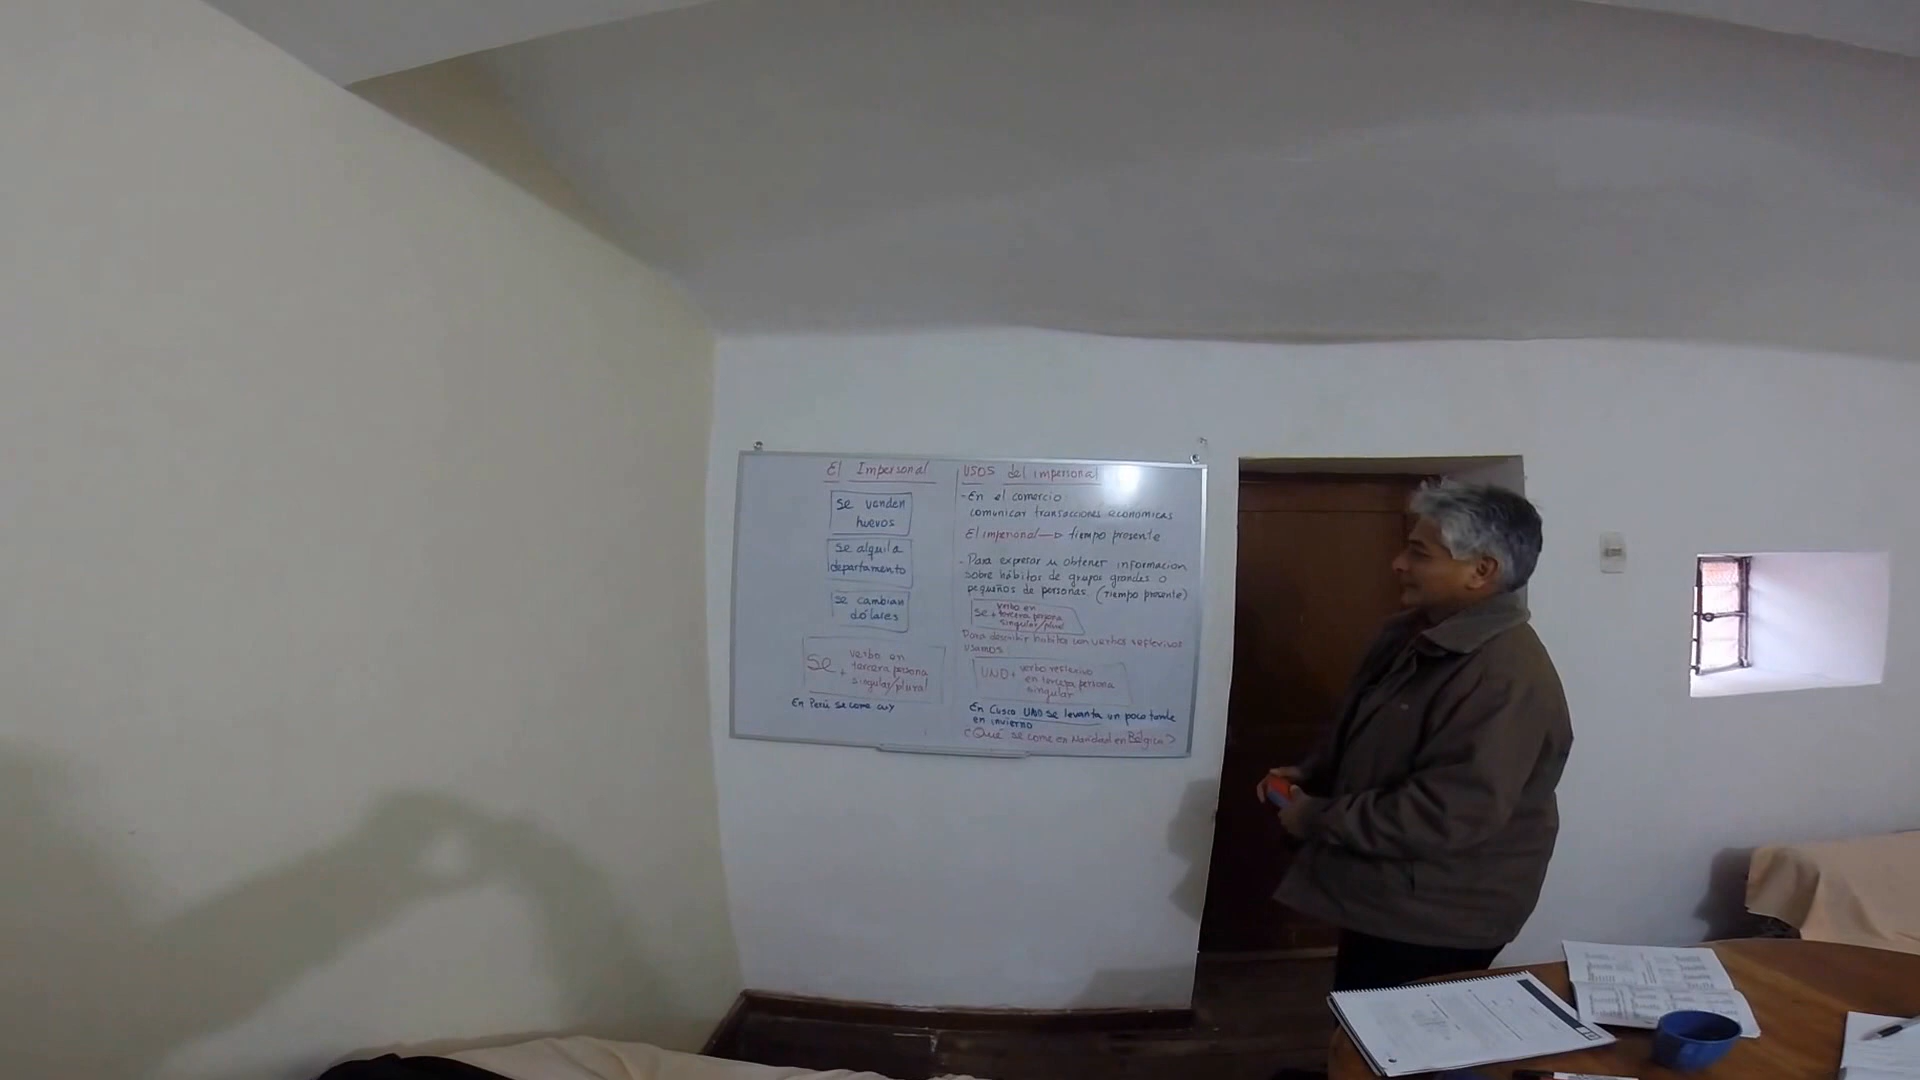 El Impersonal
se venden
huevos
se alquila
departamento
se cambian
dólares
Se + verbo en
tercera persona
singular/plural
En Perú se come cuy
USOS del impersonal
- En el comercio
comunicar transacciones económicas
El impersonal → tiempo presente
- Para expresar u obtener informacion
sobre hábitos de grupos grandes o
pequeños de personas. (tiempo presente)
se + verbo en
tercera persona
singular/plural
Para describir hábitos con verbos reflexivos
usamos:
UNO + verbo reflexivo
en tercera persona
singular
En Cusco UNO se levanta un poco tarde
en invierno
¿Qué se come en Navidad en Bélgica?